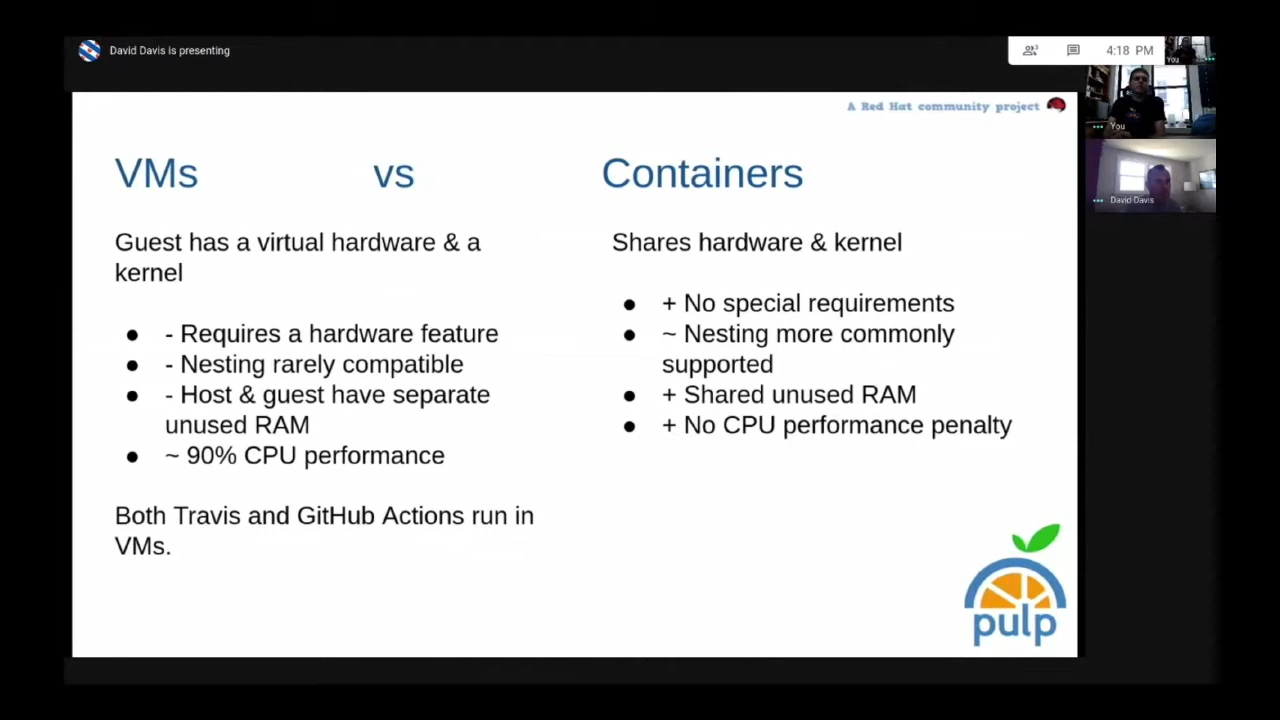 David Davis is presenting
3
4:18 PM
You
You
David Davis
A Red Hat community project
VMs vs Containers
Guest has a virtual hardware & a
kernel
● - Requires a hardware feature
● - Nesting rarely compatible
● - Host & guest have separate
unused RAM
● ~ 90% CPU performance
Both Travis and GitHub Actions run in
VMs.
Shares hardware & kernel
● + No special requirements
● ~ Nesting more commonly
supported
● + Shared unused RAM
● + No CPU performance penalty
pulp